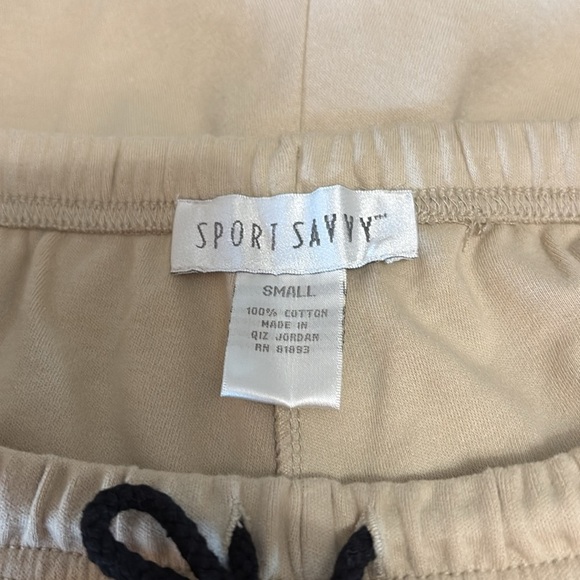 SPORT SAVVY™
SMALL
100% COTTON
MADE IN
QIZ JORDAN
RN 81893